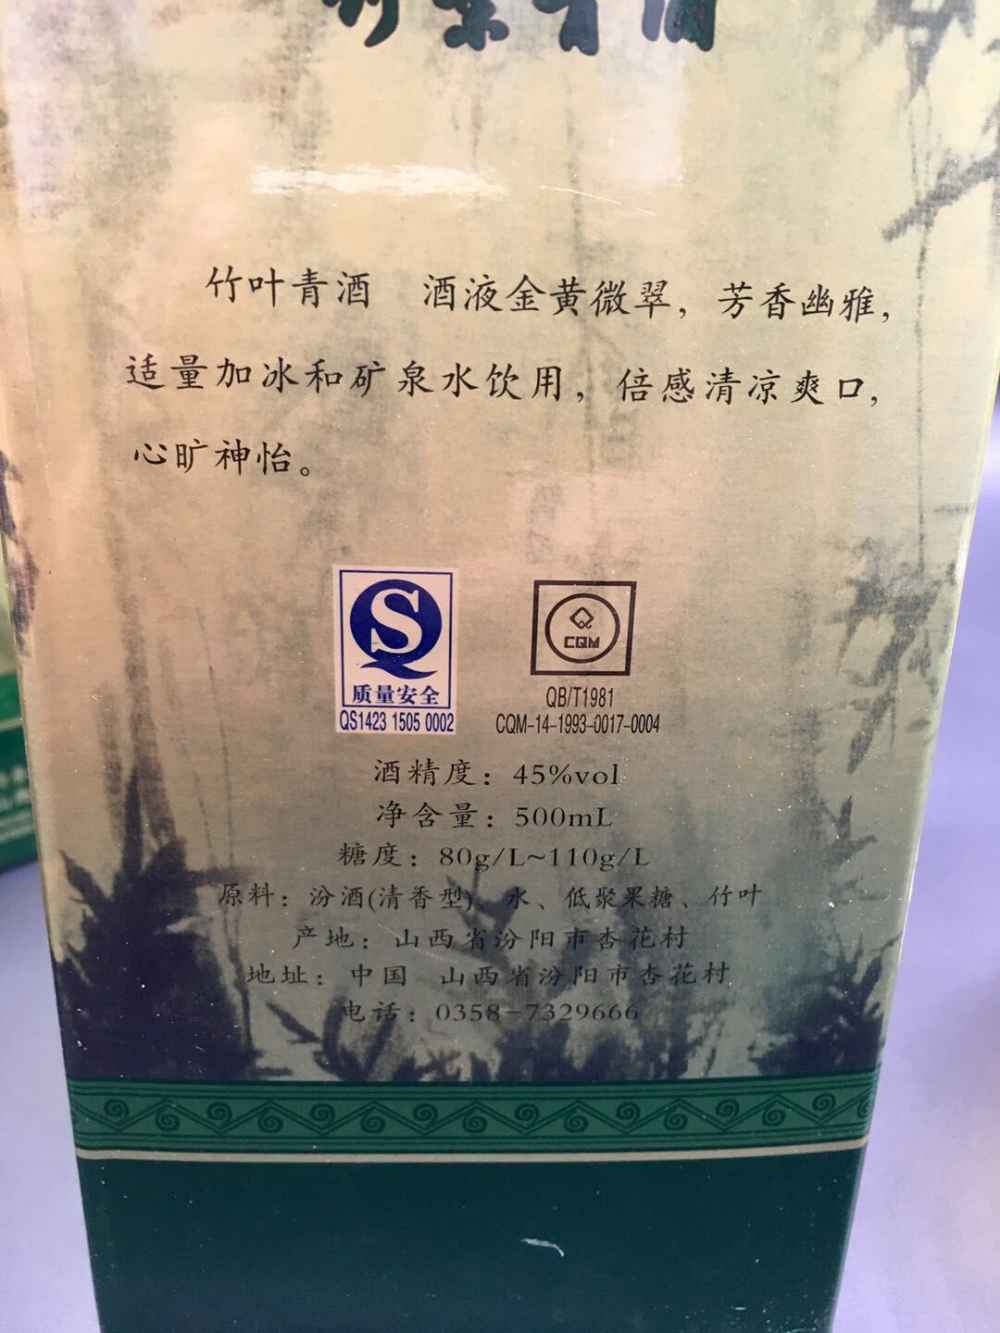 竹葉青酒
竹叶青酒 酒液金黄微翠，芳香幽雅，
适量加冰和矿泉水饮用，倍感清凉爽口，
心旷神怡。
质量安全
QS1423 1505 0002
CQM
QB/T1981
CQM-14-1993-0017-0004
酒精度：45%vol
净含量：500mL
糖度：80g/L~110g/L
原料：汾酒(清香型)、水、低聚果糖、竹叶
产地：山西省汾阳市杏花村
地址：中国 山西省汾阳市杏花村
电话：0358-7329666